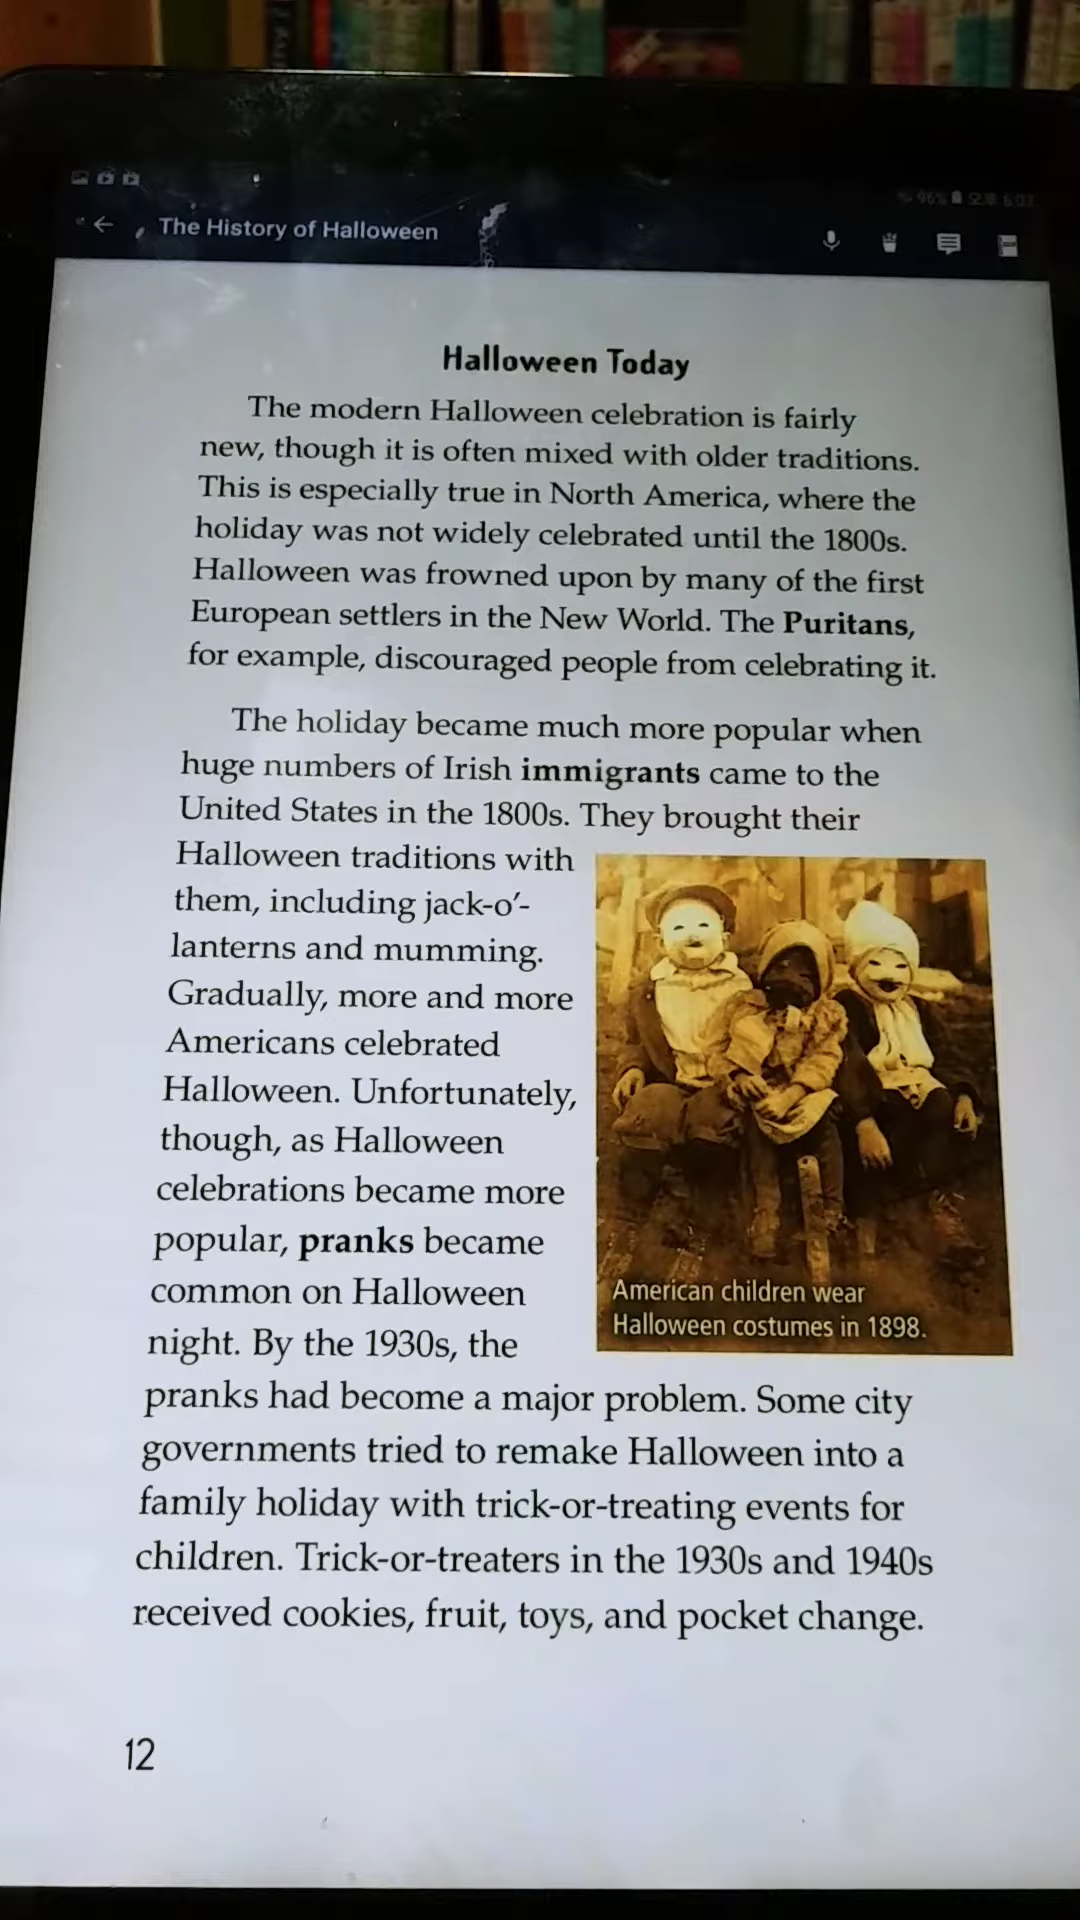 96% 6:03
The History of Halloween
Halloween Today
The modern Halloween celebration is fairly
new, though it is often mixed with older traditions.
This is especially true in North America, where the
holiday was not widely celebrated until the 1800s.
Halloween was frowned upon by many of the first
European settlers in the New World. The Puritans,
for example, discouraged people from celebrating it.
The holiday became much more popular when
huge numbers of Irish immigrants came to the
United States in the 1800s. They brought their
Halloween traditions with
them, including jack-o’-
lanterns and mumming.
Gradually, more and more
Americans celebrated
Halloween. Unfortunately,
though, as Halloween
celebrations became more
popular, pranks became
common on Halloween
night. By the 1930s, the
pranks had become a major problem. Some city
governments tried to remake Halloween into a
family holiday with trick-or-treating events for
children. Trick-or-treaters in the 1930s and 1940s
received cookies, fruit, toys, and pocket change.
American children wear
Halloween costumes in 1898.
12